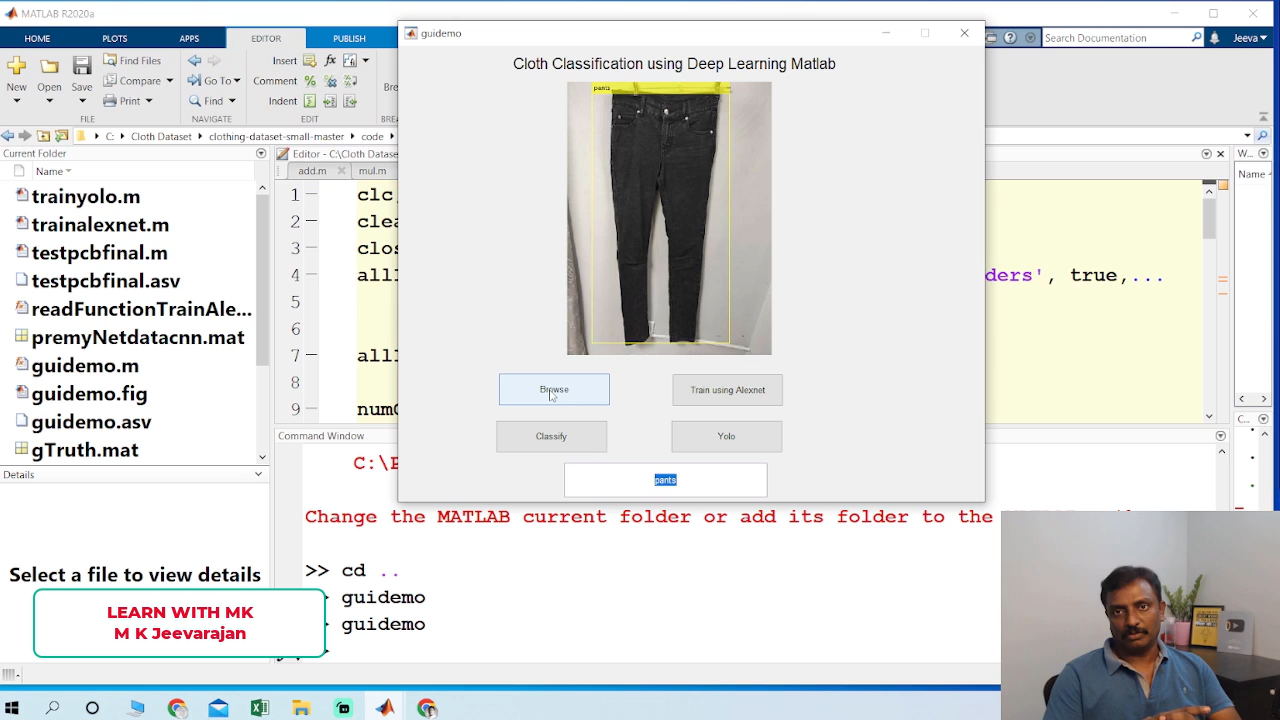 MATLAB R2020a
HOME
PLOTS
APPS
EDITOR
PUBLISH
Search Documentation
Jeeva
New
Open
Save
Find Files
Compare
Print
FILE
Go To
Find
NAVIGATE
Insert
Comment
Indent
EDIT
C:
Cloth Dataset
clothing-dataset-small-master
code
Current Folder
Name
trainyolo.m
trainalexnet.m
testpcbfinal.m
testpcbfinal.asv
readFunctionTrainAle...
premyNetdatacnn.mat
guidemo.m
guidemo.fig
guidemo.asv
gTruth.mat
Details
Select a file to view details
Editor - C:\Cloth Datase
add.m
mul.m
1
2
3
4
5
6
7
8
9
ders', true,...
W...
Name
C...
guidemo
Cloth Classification using Deep Learning Matlab
pants
Browse
Train using Alexnet
Classify
Yolo
pants
Command Window
Change the MATLAB current folder or add its folder to the
>> cd ..
guidemo
guidemo
LEARN WITH MK
M K Jeevarajan